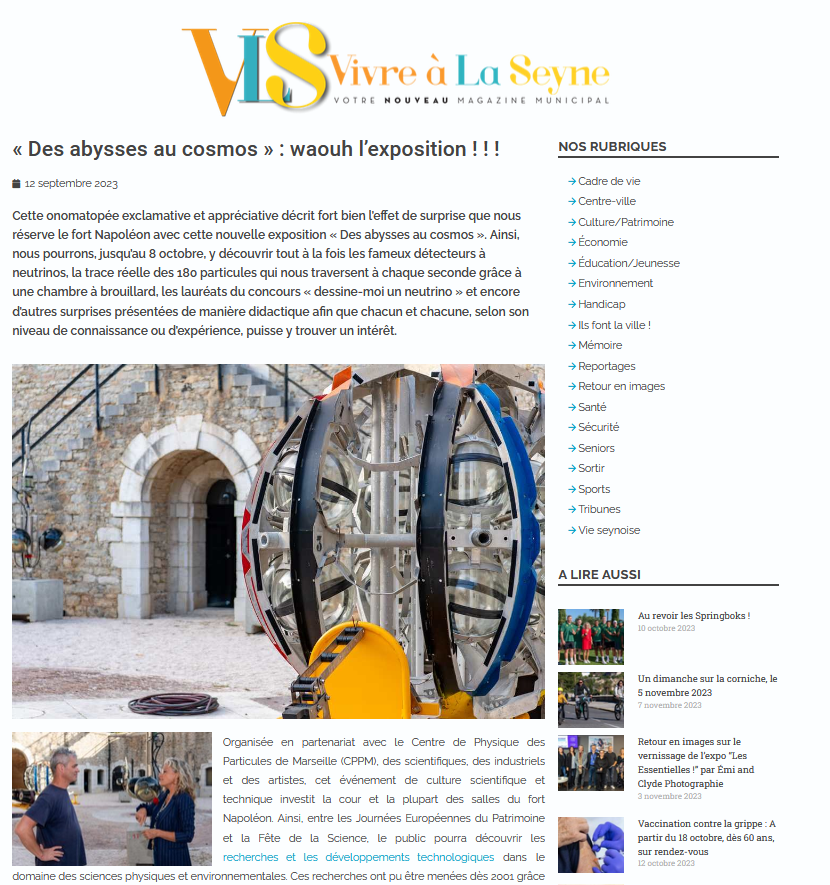 VLS Vivre à La Seyne
VOTRE NOUVEAU MAGAZINE MUNICIPAL
« Des abysses au cosmos » : waouh l’exposition ! ! !
12 septembre 2023
Cette onomatopée exclamative et appréciative décrit fort bien l’effet de surprise que nous
réserve le fort Napoléon avec cette nouvelle exposition « Des abysses au cosmos ». Ainsi,
nous pourrons, jusqu’au 8 octobre, y découvrir tout à la fois les fameux détecteurs à
neutrinos, la trace réelle des 180 particules qui nous traversent à chaque seconde grâce à
une chambre à brouillard, les lauréats du concours « dessine-moi un neutrino » et encore
d’autres surprises présentées de manière didactique afin que chacun et chacune, selon son
niveau de connaissance ou d’expérience, puisse y trouver un intérêt.
Organisée en partenariat avec le Centre de Physique des
Particules de Marseille (CPPM), des scientifiques, des industriels
et des artistes, cet événement de culture scientifique et
technique investit la cour et la plupart des salles du fort
Napoléon. Ainsi, entre les Journées Européennes du Patrimoine
et la Fête de la Science, le public pourra découvrir les
recherches et les développements technologiques dans le
domaine des sciences physiques et environnementales. Ces recherches ont pu être menées dès 2001 grâce
NOS RUBRIQUES
Cadre de vie
Centre-ville
Culture/Patrimoine
Économie
Éducation/Jeunesse
Environnement
Handicap
Ils font la ville !
Mémoire
Reportages
Retour en images
Santé
Sécurité
Seniors
Sortir
Sports
Tribunes
Vie seynoise
A LIRE AUSSI
Au revoir les Springboks !
10 octobre 2023
Un dimanche sur la corniche, le
5 novembre 2023
7 novembre 2023
Retour en images sur le
vernissage de l’expo “Les
Essentielles !” par Émi and
Clyde Photographie
3 novembre 2023
Vaccination contre la grippe : A
partir du 18 octobre, dès 60 ans,
sur rendez-vous
12 octobre 2023